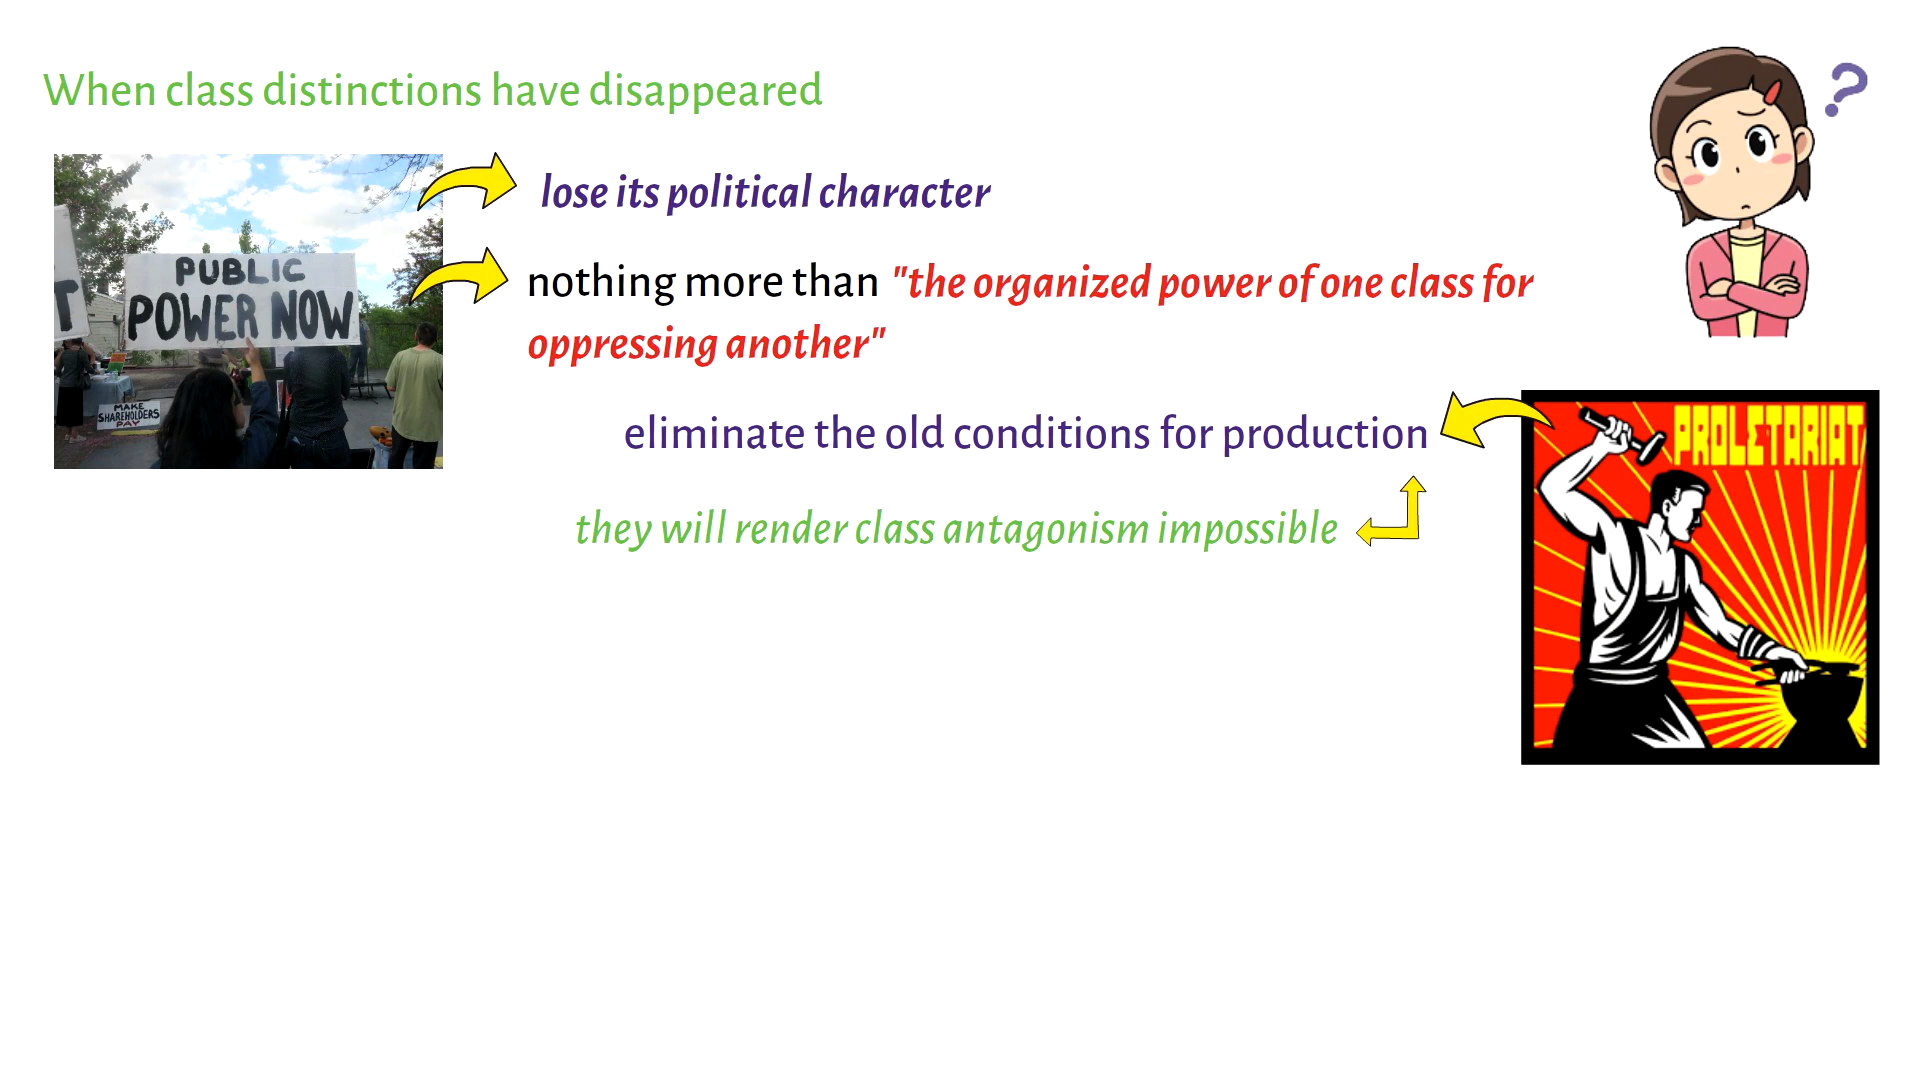 When class distinctions have disappeared
?
lose its political character
PUBLIC
POWER NOW
T
MAKE
SHAREHOLDERS
PAY
nothing more than "the organized power of one class for
oppressing another"
eliminate the old conditions for production
PROLETARIAT
they will render class antagonism impossible